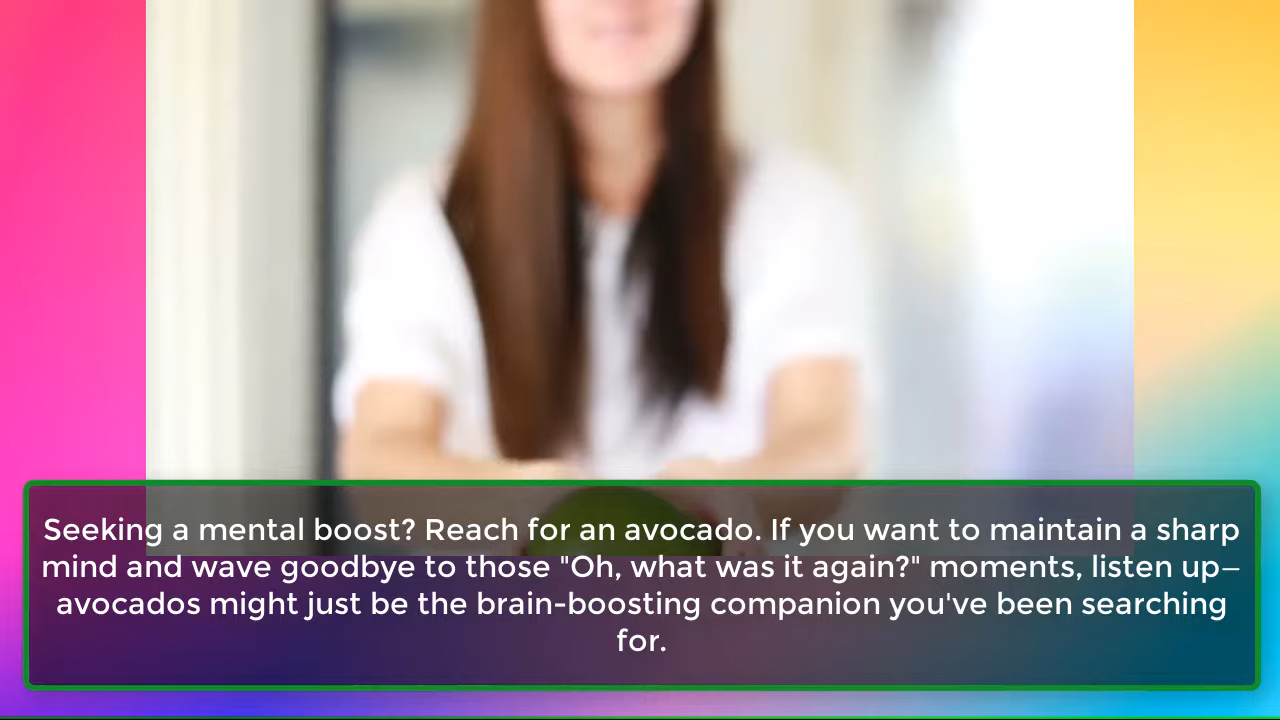 Seeking a mental boost? Reach for an avocado. If you want to maintain a sharp
mind and wave goodbye to those "Oh, what was it again?" moments, listen up—
avocados might just be the brain-boosting companion you've been searching
for.